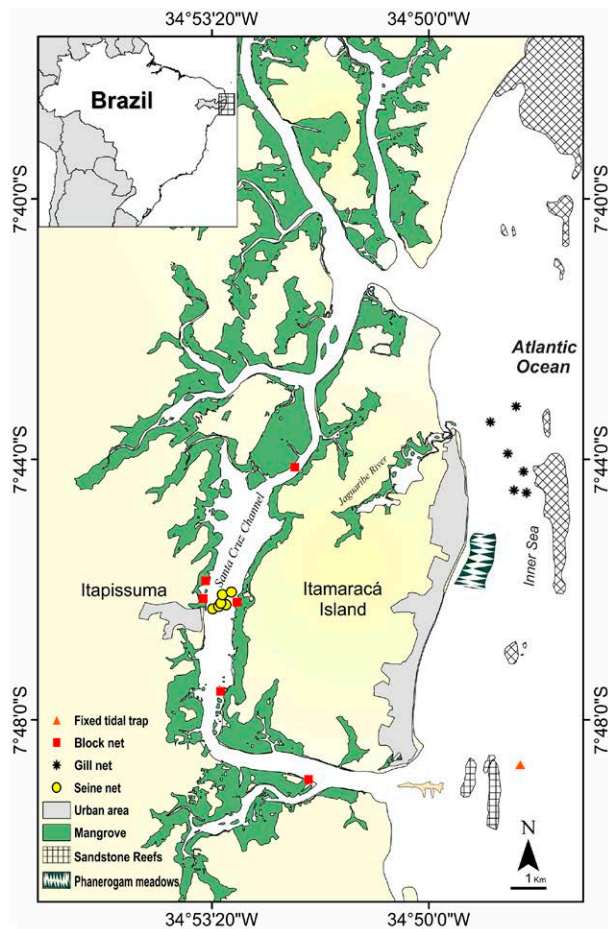 34°53'20"W
34°50'00"W
Brazil
7°40'0"S
7°40'0"S
Atlantic
Ocean
7°44'0"S
7°44'0"S
Jaguaribe River
Santa Cruz Channel
Inner Sea
Itapissuma
Itamaracá
Island
7°48'0"S
7°48'0"S
Fixed tidal trap
Block net
Gill net
Seine net
Urban area
Mangrove
Sandstone Reefs
Phanerogam meadows
N
1 Km
34°53'20"W
34°50'00"W